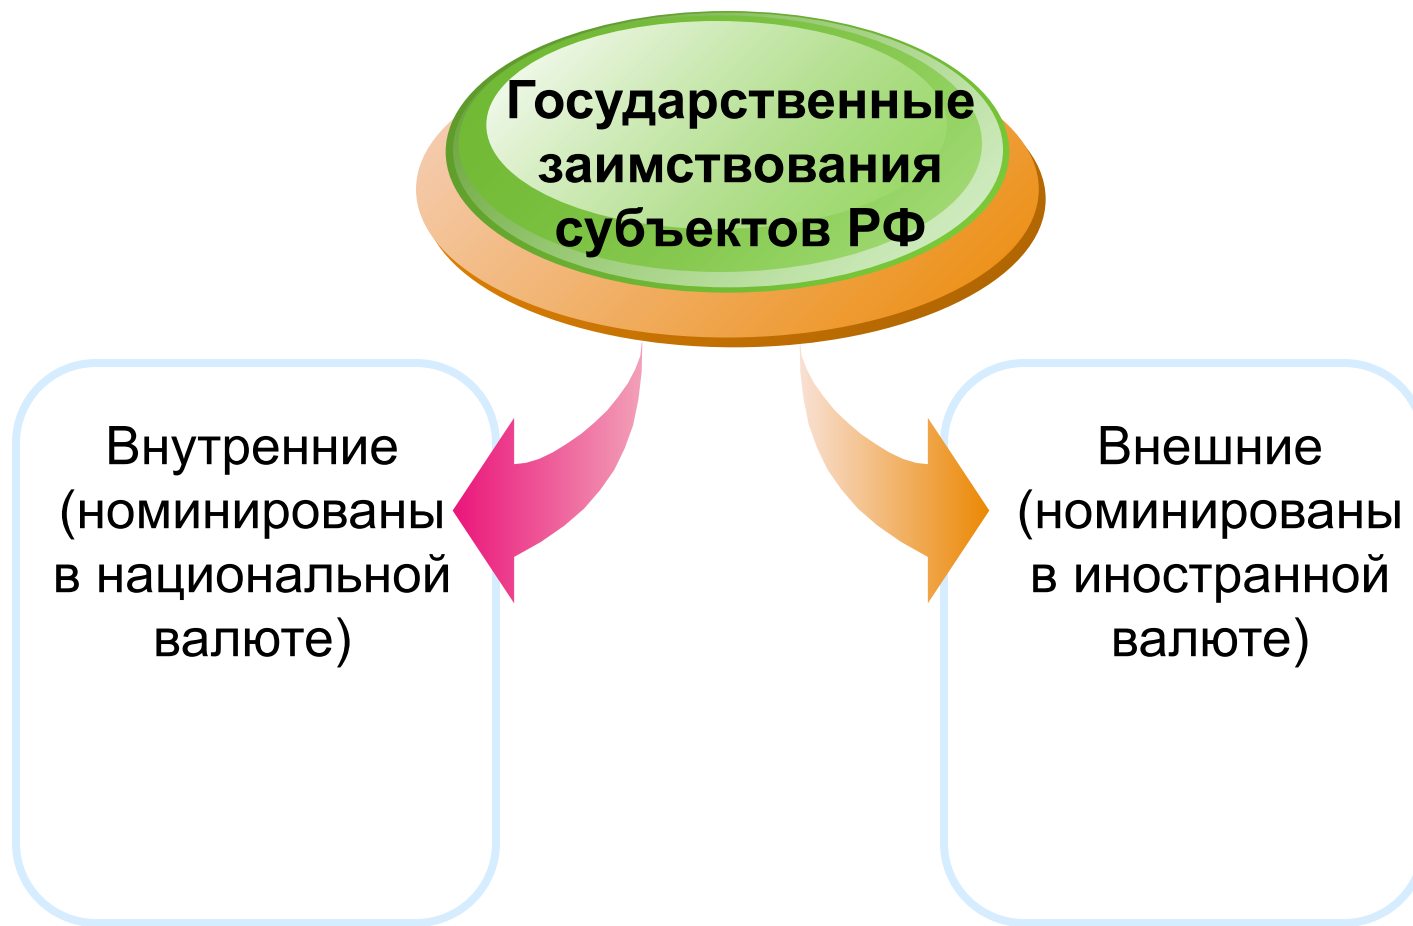 Государственные
заимствования
субъектов РФ
Внутренние
(номинированы
в национальной
валюте)
Внешние
(номинированы
в иностранной
валюте)